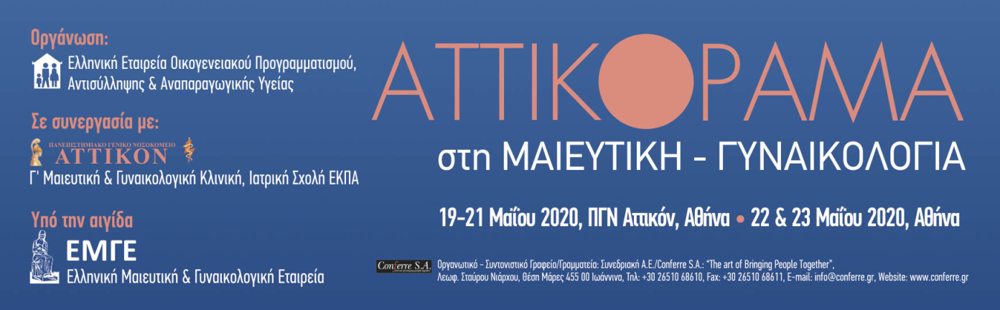 Οργάνωση:
Ελληνική Εταιρεία Οικογενειακού Προγραμματισμού,
Αντισύλληψης & Αναπαραγωγικής Υγείας
Σε συνεργασία με:
ΠΑΝΕΠΙΣΤΗΜΙΑΚΟ ΓΕΝΙΚΟ ΝΟΣΟΚΟΜΕΙΟ
ΑΤΤΙΚΟΝ
Γ' Μαιευτική & Γυναικολογική Κλινική, Ιατρική Σχολή ΕΚΠΑ
Υπό την αιγίδα
ΕΜΓΕ
Ελληνική Μαιευτική & Γυναικολογική Εταιρεία
ΑΤΤΙΚΟΡΑΜΑ
στη ΜΑΙΕΥΤΙΚΗ - ΓΥΝΑΙΚΟΛΟΓΙΑ
19-21 Μαΐου 2020, ΠΓΝ Αττικόν, Αθήνα • 22 & 23 Μαΐου 2020, Αθήνα
Conferre S.A.
Οργανωτικό - Συντονιστικό Γραφείο/Γραμματεία: Συνεδριακή Α.Ε./Conferre S.A.: “The art of Bringing People Together”,
Λεωφ. Σταύρου Νιάρχου, θέση Μάρες 455 00 Ιωάννινα, Τηλ: +30 26510 68610, Fax: +30 26510 68611, E-mail: info@conferre.gr, Website: www.conferre.gr